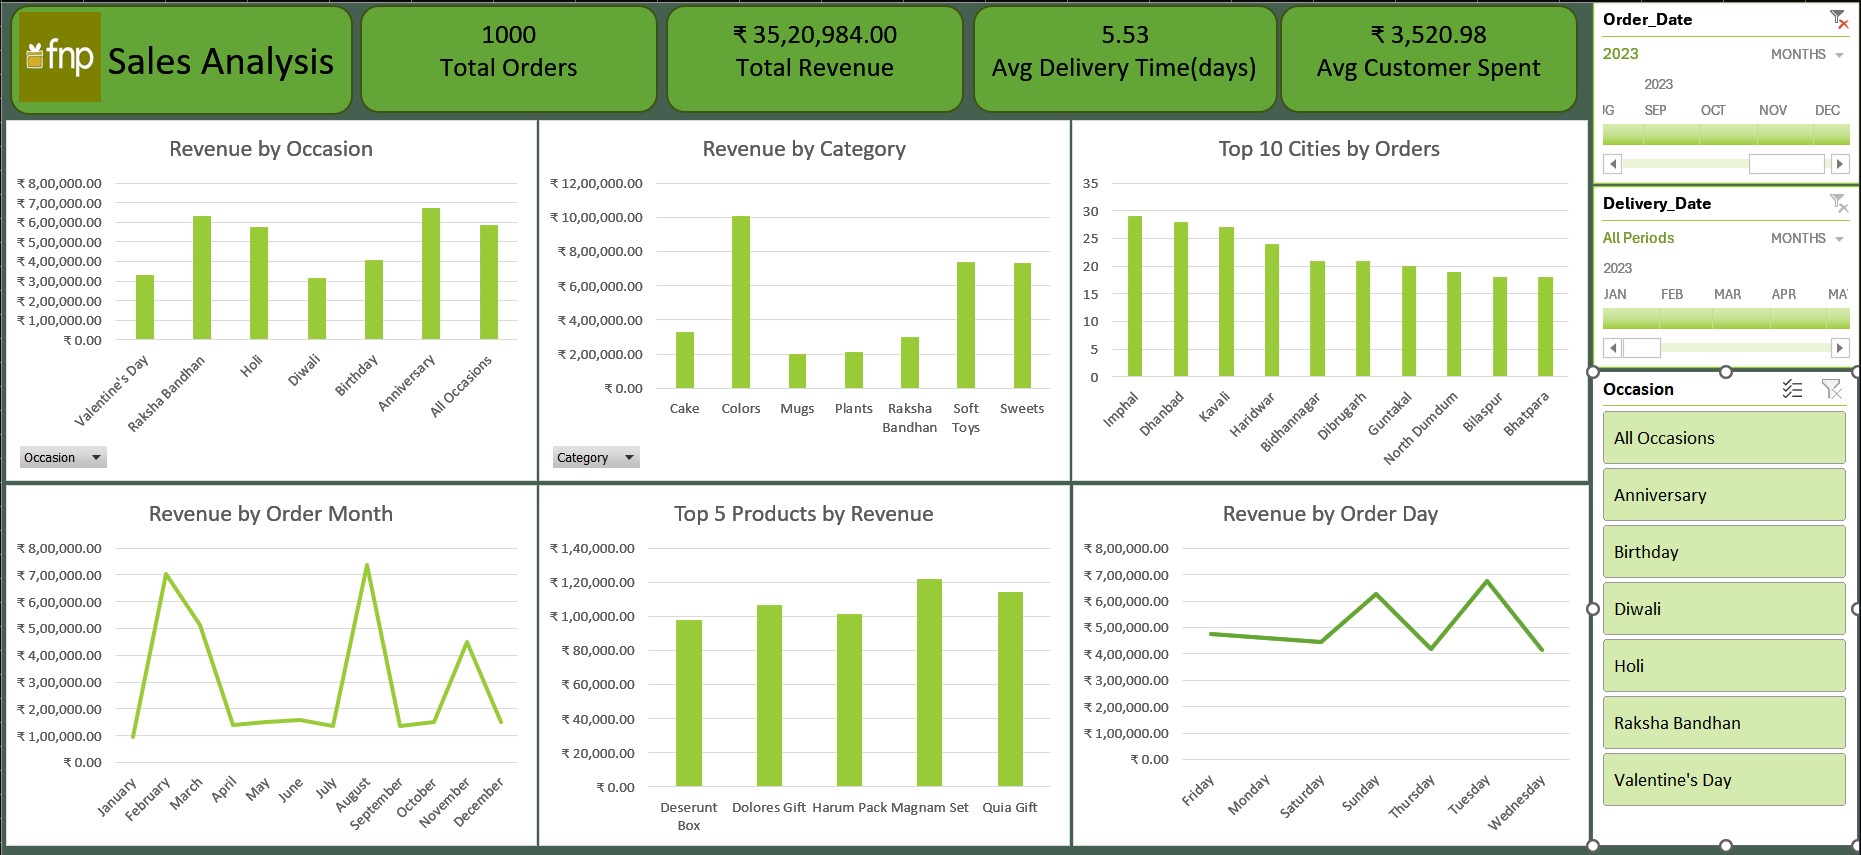 fnp
Sales Analysis
1000
Total Orders
₹ 35,20,984.00
Total Revenue
5.53
Avg Delivery Time(days)
₹ 3,520.98
Avg Customer Spent
Revenue by Occasion
₹ 8,00,000.00
₹ 7,00,000.00
₹ 6,00,000.00
₹ 5,00,000.00
₹ 4,00,000.00
₹ 3,00,000.00
₹ 2,00,000.00
₹ 1,00,000.00
₹ 0.00
Valentine's Day
Raksha Bandhan
Holi
Diwali
Birthday
Anniversary
All Occasions
Occasion
Revenue by Category
₹ 12,00,000.00
₹ 10,00,000.00
₹ 8,00,000.00
₹ 6,00,000.00
₹ 4,00,000.00
₹ 2,00,000.00
₹ 0.00
Cake
Colors
Mugs
Plants
Raksha
Bandhan
Soft
Toys
Sweets
Category
Top 10 Cities by Orders
35
30
25
20
15
10
5
0
Imphal
Dhanbad
Kavali
Haridwar
Bidhannagar
Dibrugarh
Guntakal
North Dumdum
Bilaspur
Bhatpara
Revenue by Order Month
₹ 8,00,000.00
₹ 7,00,000.00
₹ 6,00,000.00
₹ 5,00,000.00
₹ 4,00,000.00
₹ 3,00,000.00
₹ 2,00,000.00
₹ 1,00,000.00
₹ 0.00
January
February
March
April
May
June
July
August
September
October
November
December
Top 5 Products by Revenue
₹ 1,40,000.00
₹ 1,20,000.00
₹ 1,00,000.00
₹ 80,000.00
₹ 60,000.00
₹ 40,000.00
₹ 20,000.00
₹ 0.00
Deserunt
Box
Dolores Gift
Harum Pack
Magnam Set
Quia Gift
Revenue by Order Day
₹ 8,00,000.00
₹ 7,00,000.00
₹ 6,00,000.00
₹ 5,00,000.00
₹ 4,00,000.00
₹ 3,00,000.00
₹ 2,00,000.00
₹ 1,00,000.00
₹ 0.00
Friday
Monday
Saturday
Sunday
Thursday
Tuesday
Wednesday
Order_Date
2023 MONTHS
2023
SEP OCT NOV DEC
Delivery_Date
All Periods MONTHS
2023
JAN FEB MAR APR MA
Occasion
All Occasions
Anniversary
Birthday
Diwali
Holi
Raksha Bandhan
Valentine's Day